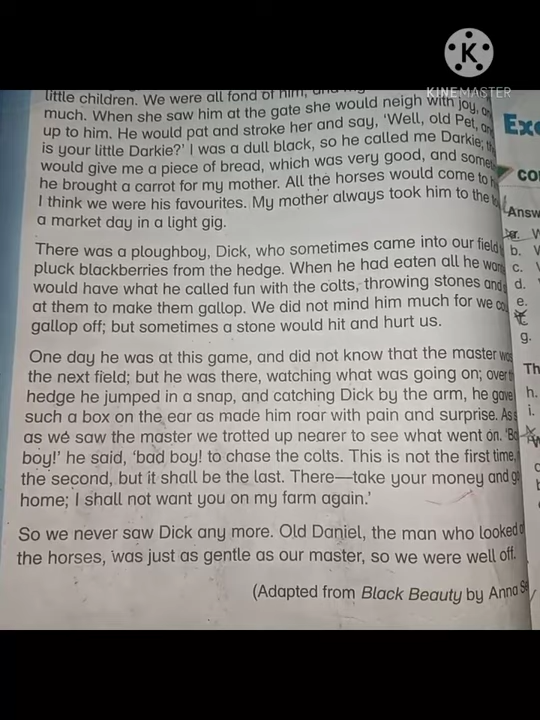 KINEMASTER
little children. We were all fond of him,
much. When she saw him at the gate she would neigh with joy,
up to him. He would pat and stroke her and say, ‘Well, old Pet,
is your little Darkie?’ I was a dull black, so he called me Darkie;
would give me a piece of bread, which was very good, and
he brought a carrot for my mother. All the horses would come to
I think we were his favourites. My mother always took him to the
a market day in a light gig.
There was a ploughboy, Dick, who sometimes came into our field
pluck blackberries from the hedge. When he had eaten all he
would have what he called fun with the colts, throwing stones and
at them to make them gallop. We did not mind him much for we
gallop off; but sometimes a stone would hit and hurt us.
One day he was at this game, and did not know that the master
the next field; but he was there, watching what was going on; over
hedge he jumped in a snap, and catching Dick by the arm, he gave
such a box on the ear as made him roar with pain and surprise. As
as we saw the master we trotted up nearer to see what went on.
boy!’ he said, ‘bad boy! to chase the colts. This is not the first time,
the second, but it shall be the last. There—take your money and
home; I shall not want you on my farm again.’
So we never saw Dick any more. Old Daniel, the man who looked
the horses, was just as gentle as our master, so we were well off.
(Adapted from Black Beauty by Anna
b.
c.
d.
e.
g.
h.
i.